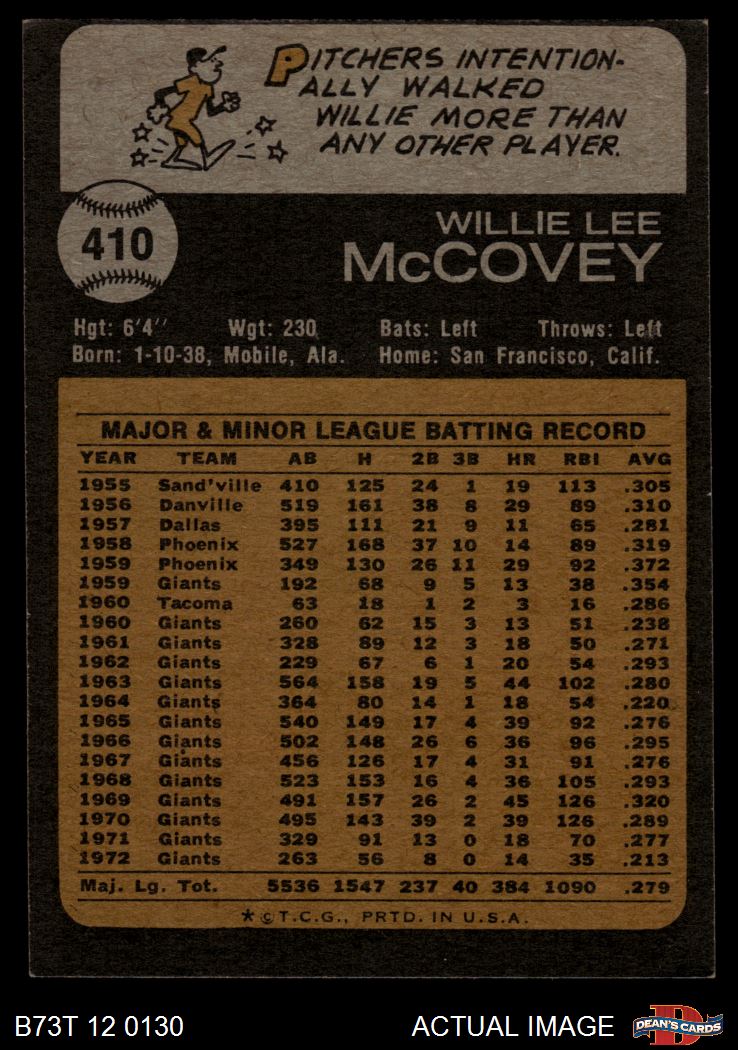 PITCHERS INTENTION-
ALLY WALKED
WILLIE MORE THAN
ANY OTHER PLAYER.
410
WILLIE LEE
McCOVEY
Hgt: 6'4" Wgt: 230 Bats: Left Throws: Left
Born: 1-10-38, Mobile, Ala. Home: San Francisco, Calif.
MAJOR & MINOR LEAGUE BATTING RECORD
YEAR TEAM AB H 2B 3B HR RBI AVG
1955 Sand'ville 410 125 24 1 19 113 .305
1956 Danville 519 161 38 8 29 89 .310
1957 Dallas 395 111 21 9 11 65 .281
1958 Phoenix 527 168 37 10 14 89 .319
1959 Phoenix 349 130 26 11 29 92 .372
1959 Giants 192 68 9 5 13 38 .354
1960 Tacoma 63 18 1 2 3 16 .286
1960 Giants 260 62 15 3 13 51 .238
1961 Giants 328 89 12 3 18 50 .271
1962 Giants 229 67 6 1 20 54 .293
1963 Giants 564 158 19 5 44 102 .280
1964 Giants 364 80 14 1 18 54 .220
1965 Giants 540 149 17 4 39 92 .276
1966 Giants 502 148 26 6 36 96 .295
1967 Giants 456 126 17 4 31 91 .276
1968 Giants 523 153 16 4 36 105 .293
1969 Giants 491 157 26 2 45 126 .320
1970 Giants 495 143 39 2 39 126 .289
1971 Giants 329 91 13 0 18 70 .277
1972 Giants 263 56 8 0 14 35 .213
Maj. Lg. Tot. 5536 1547 237 40 384 1090 .279
*©T.C.G., PRTD. IN U.S.A.
B73T 12 0130 ACTUAL IMAGE D DEAN'S CARDS